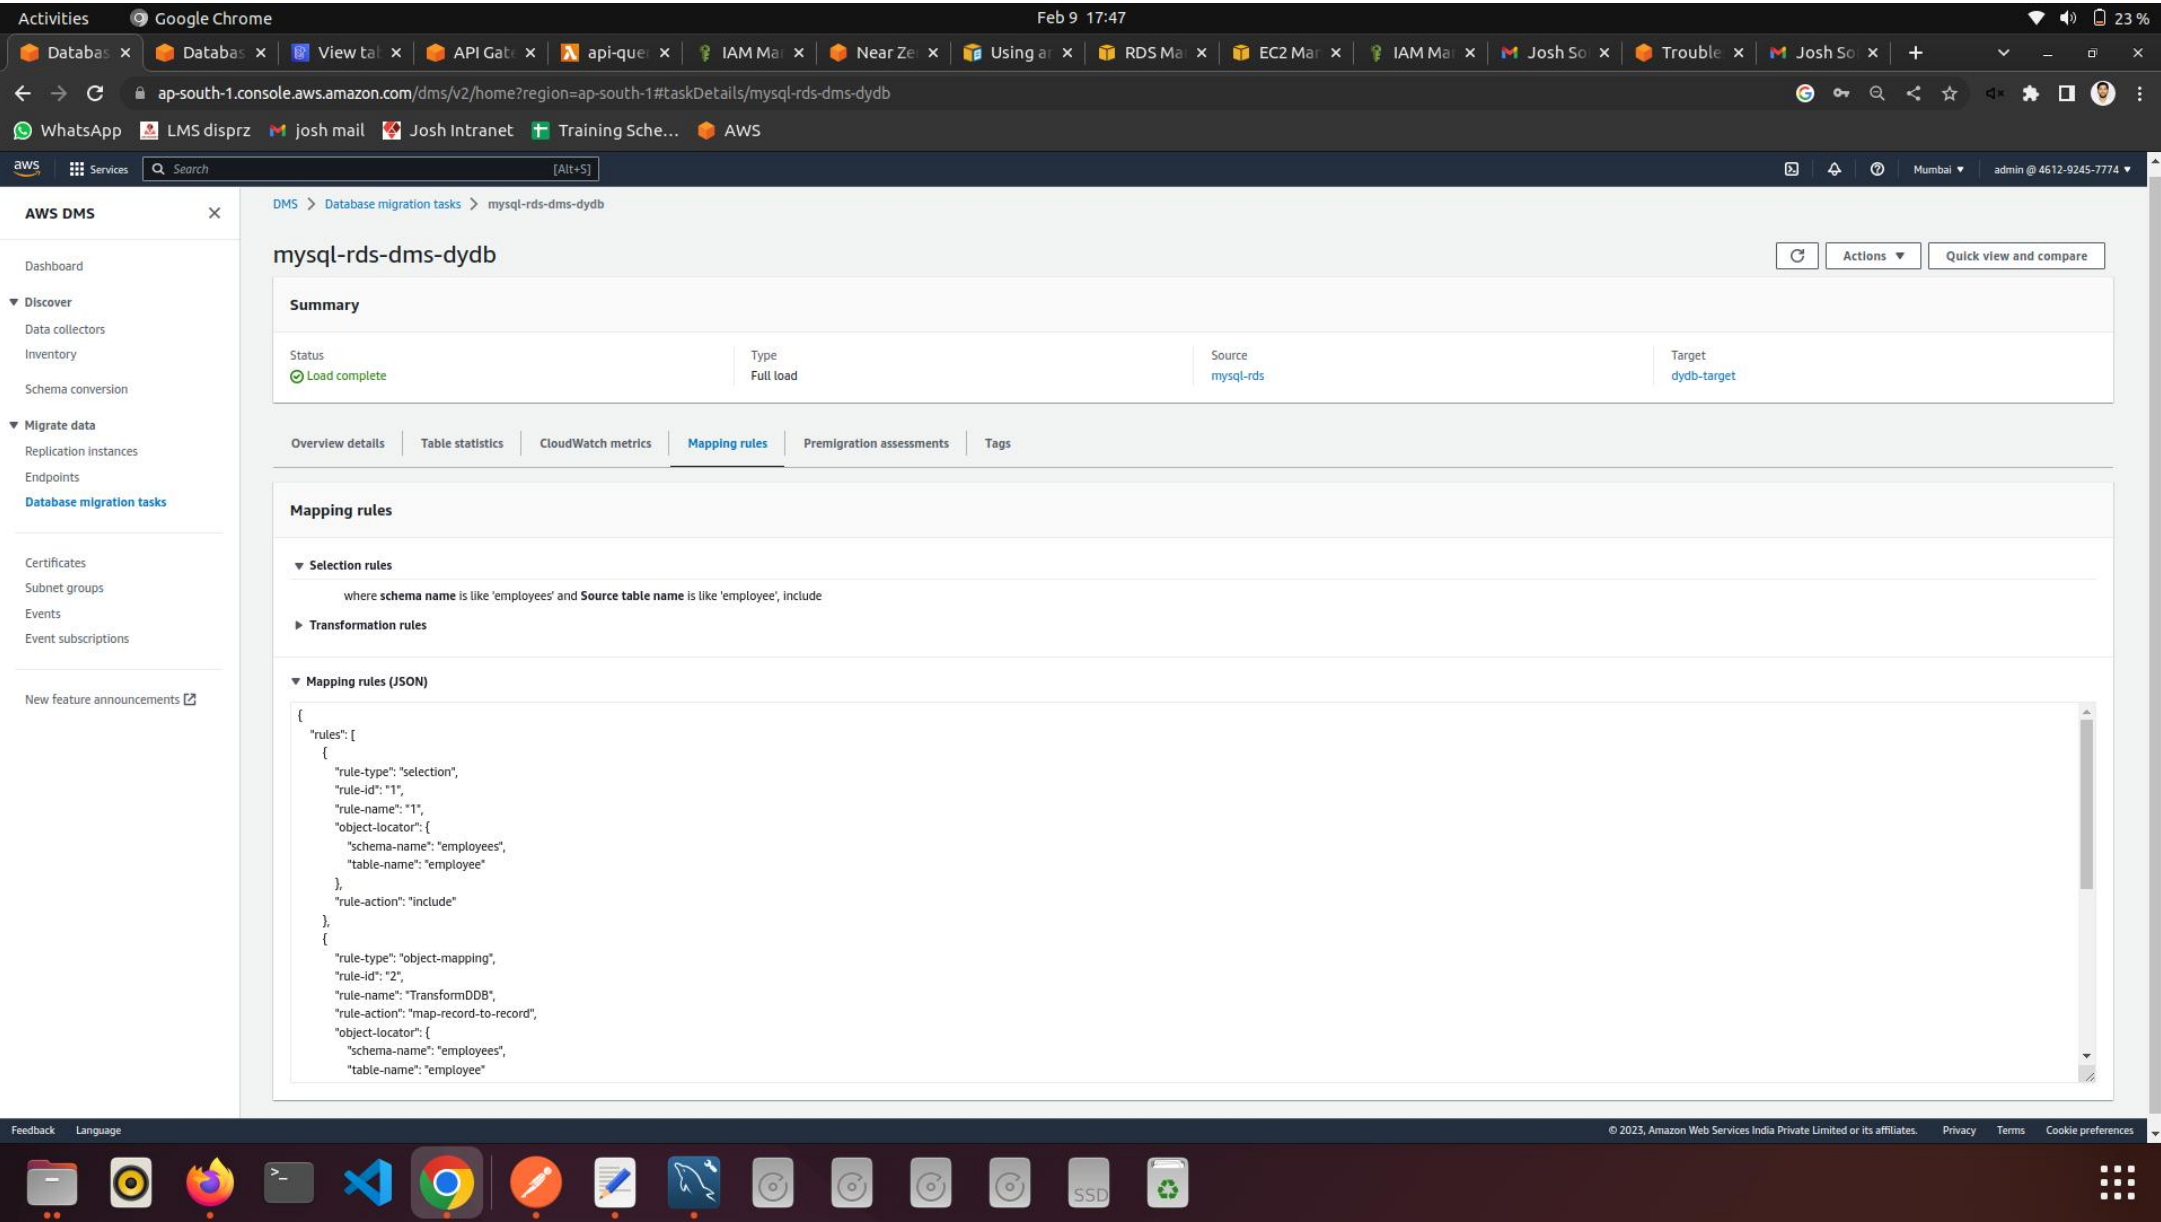 Activities Google Chrome Feb 9 17:47 23 %
Databas Databas View tab API Gate api-que IAM Ma Near Ze Using ar RDS Ma EC2 Mar IAM Ma Josh So Trouble Josh So
ap-south-1.console.aws.amazon.com/dms/v2/home?region=ap-south-1#taskDetails/mysql-rds-dms-dydb
WhatsApp LMS disprz josh mail Josh Intranet Training Sche... AWS
aws Services Search [Alt+S] Mumbai ▼ admin @ 4612-9245-7774 ▼
AWS DMS
Dashboard
Discover
Data collectors
Inventory
Schema conversion
Migrate data
Replication instances
Endpoints
Database migration tasks
Certificates
Subnet groups
Events
Event subscriptions
New feature announcements
DMS > Database migration tasks > mysql-rds-dms-dydb
mysql-rds-dms-dydb
Actions ▼ Quick view and compare
Summary
Status Type Source Target
Load complete Full load mysql-rds dydb-target
Overview details Table statistics CloudWatch metrics Mapping rules Premigration assessments Tags
Mapping rules
▼ Selection rules
where schema name is like 'employees' and Source table name is like 'employee', include
▶ Transformation rules
▼ Mapping rules (JSON)
{
"rules": [
{
"rule-type": "selection",
"rule-id": "1",
"rule-name": "1",
"object-locator": {
"schema-name": "employees",
"table-name": "employee"
},
"rule-action": "include"
},
{
"rule-type": "object-mapping",
"rule-id": "2",
"rule-name": "TransformDDB",
"rule-action": "map-record-to-record",
"object-locator": {
"schema-name": "employees",
"table-name": "employee"
Feedback Language © 2023, Amazon Web Services India Private Limited or its affiliates. Privacy Terms Cookie preferences
SSD